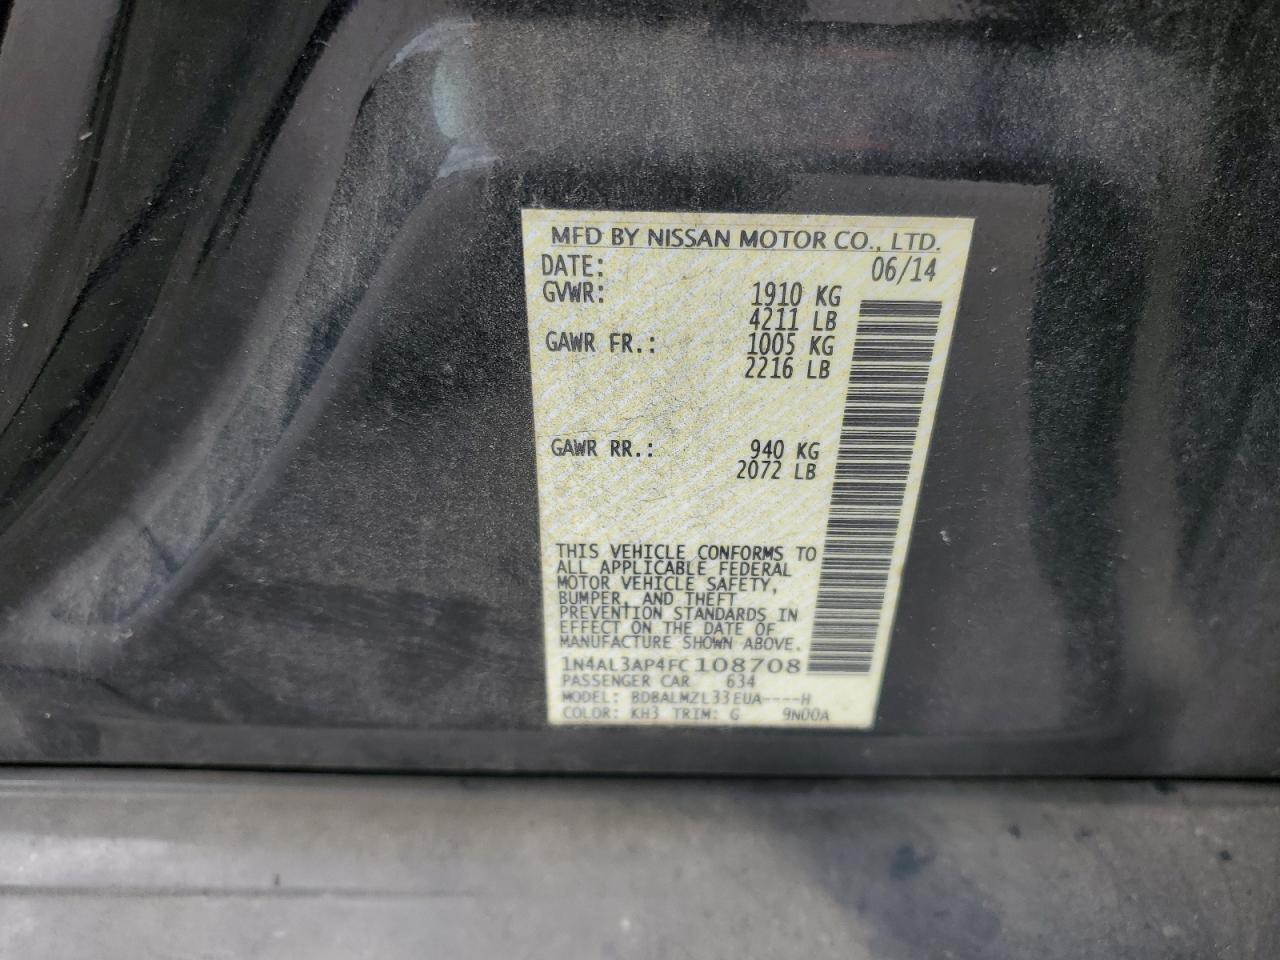 MFD BY NISSAN MOTOR CO., LTD.
DATE: 06/14
GVWR: 1910 KG
4211 LB
GAWR FR.: 1005 KG
2216 LB
GAWR RR.: 940 KG
2072 LB
THIS VEHICLE CONFORMS TO
ALL APPLICABLE FEDERAL
MOTOR VEHICLE SAFETY,
BUMPER, AND THEFT
PREVENTION STANDARDS IN
EFFECT ON THE DATE OF
MANUFACTURE SHOWN ABOVE.
1N4AL3AP4FC108708
PASSENGER CAR 634
MODEL: BDBALMZL33EUA----H
COLOR: KH3 TRIM: G 9N00A